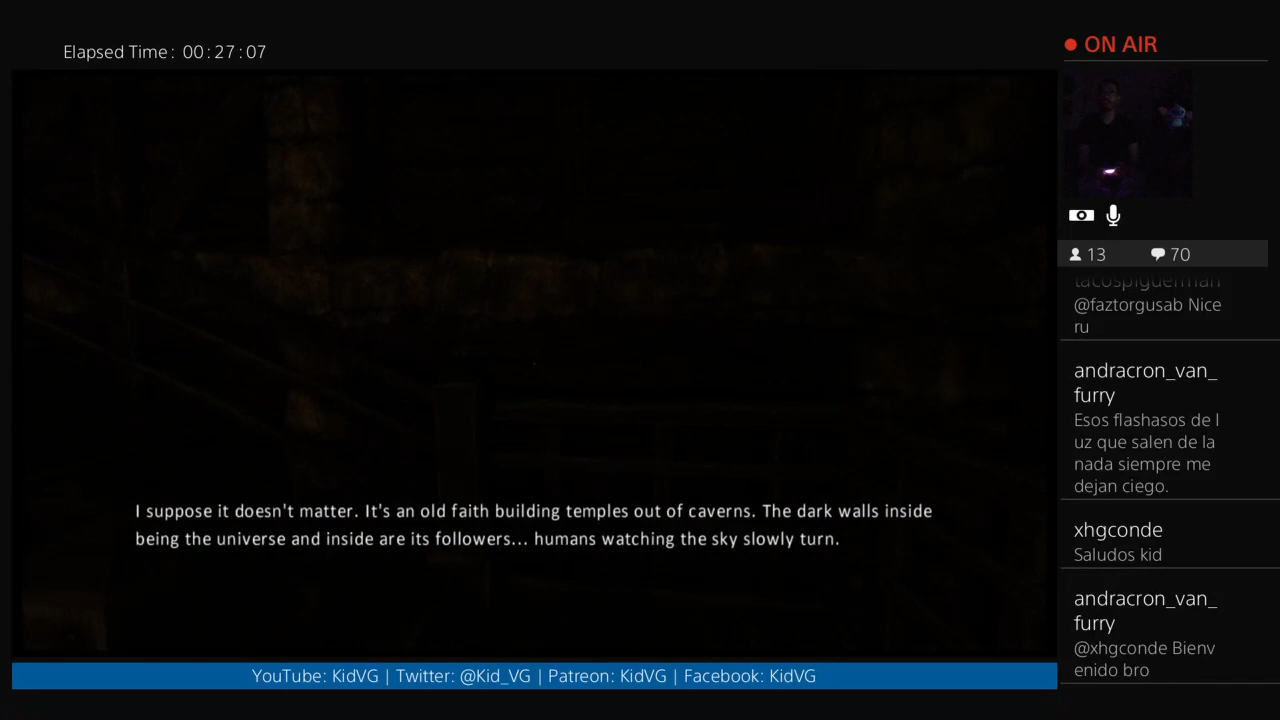 Elapsed Time: 00:27:07
ON AIR
13
70
tacospiguerman
@faztorgusab Nice
ru
andracron_van_
furry
Esos flashasos de l
uz que salen de la
nada siempre me
dejan ciego.
xhgconde
Saludos kid
andracron_van_
furry
@xhgconde Bienv
enido bro
I suppose it doesn't matter. It's an old faith building temples out of caverns. The dark walls inside
being the universe and inside are its followers... humans watching the sky slowly turn.
YouTube: KidVG | Twitter: @Kid_VG | Patreon: KidVG | Facebook: KidVG